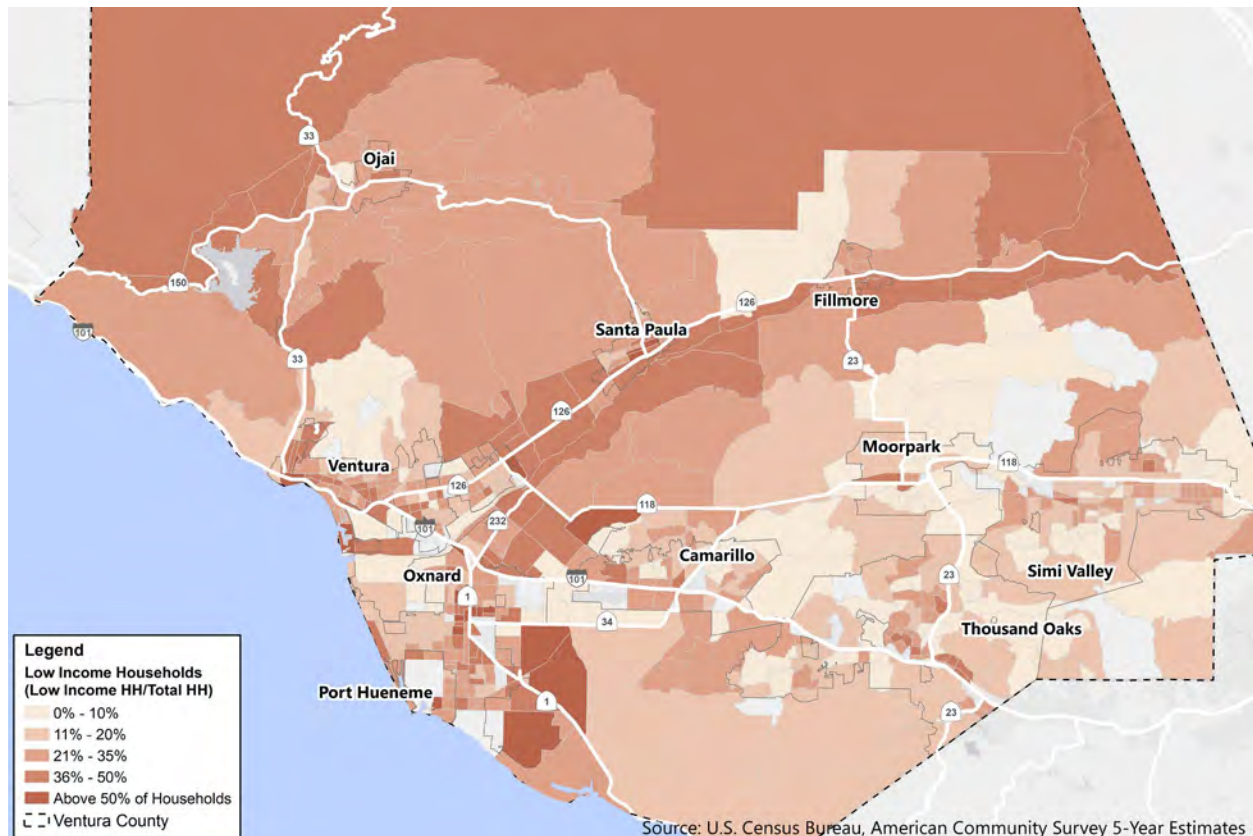 33
Ojai
150
101
33
Santa Paula
126
Fillmore
23
126
Ventura
Moorpark
118
126
101
232
118
Camarillo
Oxnard
101
1
34
23
Simi Valley
Thousand Oaks
Port Hueneme
1
23
Legend
Low Income Households
(Low Income HH/Total HH)
0% - 10%
11% - 20%
21% - 35%
36% - 50%
Above 50% of Households
Ventura County
Source: U.S. Census Bureau, American Community Survey 5-Year Estimates